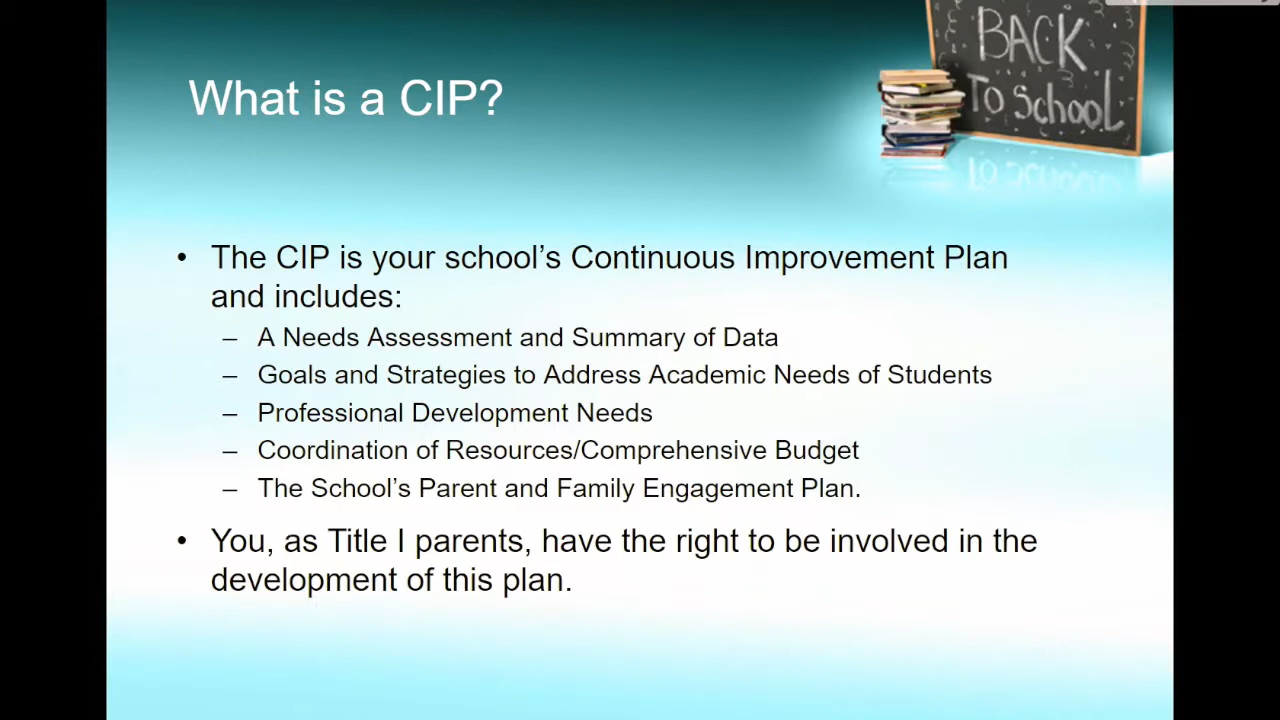 BACK
To School
What is a CIP?
• The CIP is your school’s Continuous Improvement Plan
and includes:
– A Needs Assessment and Summary of Data
– Goals and Strategies to Address Academic Needs of Students
– Professional Development Needs
– Coordination of Resources/Comprehensive Budget
– The School’s Parent and Family Engagement Plan.
• You, as Title I parents, have the right to be involved in the
development of this plan.